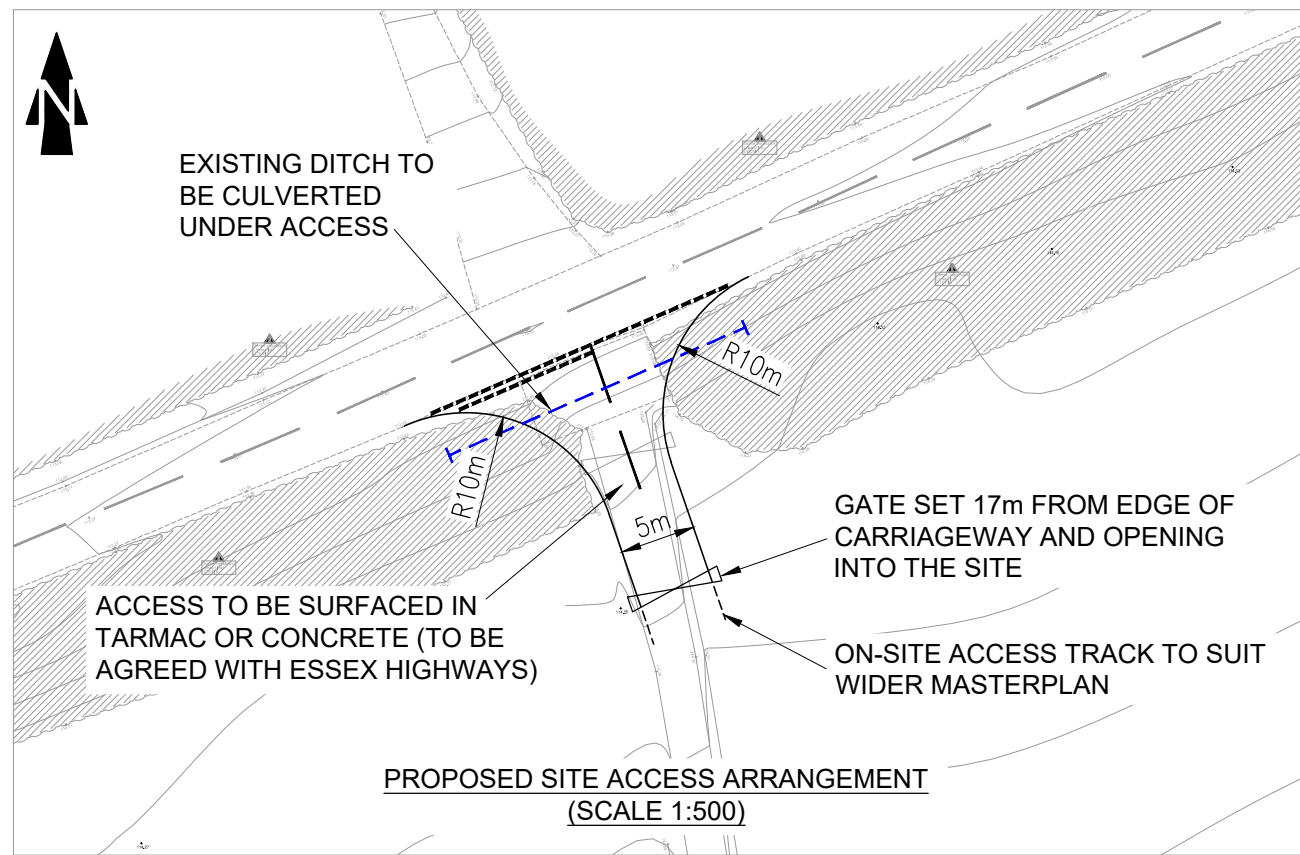 N
EXISTING DITCH TO
BE CULVERTED
UNDER ACCESS
R10m
R10m
5m
GATE SET 17m FROM EDGE OF
CARRIAGEWAY AND OPENING
INTO THE SITE
ACCESS TO BE SURFACED IN
TARMAC OR CONCRETE (TO BE
AGREED WITH ESSEX HIGHWAYS)
ON-SITE ACCESS TRACK TO SUIT
WIDER MASTERPLAN
PROPOSED SITE ACCESS ARRANGEMENT
(SCALE 1:500)